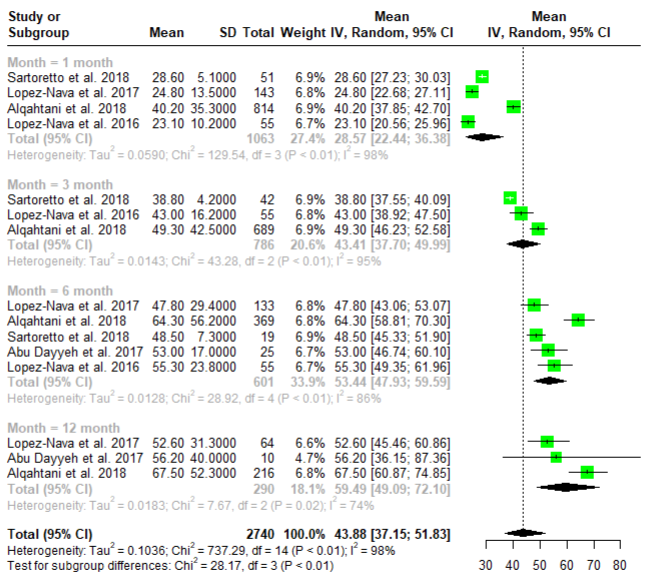 Study or Mean
Subgroup Mean SD Total Weight IV, Random, 95% CI IV, Random, 95% CI
Month = 1 month
Sartoretto et al. 2018 28.60 5.1000 51 6.9% 28.60 [27.23; 30.03]
Lopez-Nava et al. 2017 24.80 13.5000 143 6.9% 24.80 [22.68; 27.11]
Alqahtani et al. 2018 40.20 35.3000 814 6.9% 40.20 [37.85; 42.70]
Lopez-Nava et al. 2016 23.10 10.2000 55 6.8% 23.10 [20.56; 25.96]
Total (95% CI) 1063 27.4% 28.57 [22.44; 36.38]
Heterogeneity: Tau² = 0.0590; Chi² = 129.54, df = 3 (P < 0.01); I² = 98%
Month = 3 month
Sartoretto et al. 2018 38.80 4.2000 42 6.9% 38.80 [37.55; 40.09]
Lopez-Nava et al. 2016 43.00 16.2000 55 6.8% 43.00 [38.92; 47.50]
Alqahtani et al. 2018 49.30 42.5000 689 6.9% 49.30 [46.23; 52.58]
Total (95% CI) 786 20.6% 43.41 [37.70; 49.99]
Heterogeneity: Tau² = 0.0143; Chi² = 43.28, df = 2 (P < 0.01); I² = 95%
Month = 6 month
Lopez-Nava et al. 2017 47.80 29.4000 133 6.8% 47.80 [43.06; 53.07]
Alqahtani et al. 2018 64.30 56.2000 369 6.8% 64.30 [58.81; 70.30]
Sartoretto et al. 2018 48.50 7.3000 19 6.9% 48.50 [45.33; 51.90]
Abu Dayyeh et al. 2017 53.00 17.0000 25 6.7% 53.00 [46.74; 60.10]
Lopez-Nava et al. 2016 55.30 23.8000 55 6.8% 55.30 [49.35; 61.96]
Total (95% CI) 601 33.9% 53.44 [47.93; 59.59]
Heterogeneity: Tau² = 0.0128; Chi² = 28.92, df = 4 (P < 0.01); I² = 86%
Month = 12 month
Lopez-Nava et al. 2017 52.60 31.3000 64 6.6% 52.60 [45.46; 60.86]
Abu Dayyeh et al. 2017 56.20 40.0000 10 4.7% 56.20 [36.15; 87.36]
Alqahtani et al. 2018 67.50 52.3000 216 6.8% 67.50 [60.87; 74.85]
Total (95% CI) 290 18.1% 59.49 [49.09; 72.10]
Heterogeneity: Tau² = 0.0183; Chi² = 7.67, df = 2 (P = 0.02); I² = 74%
Total (95% CI) 2740 100.0% 43.88 [37.15; 51.83]
Heterogeneity: Tau² = 0.1036; Chi² = 737.29, df = 14 (P < 0.01); I² = 98%
Test for subgroup differences: Chi² = 28.17, df = 3 (P < 0.01)
30 40 50 60 70 80